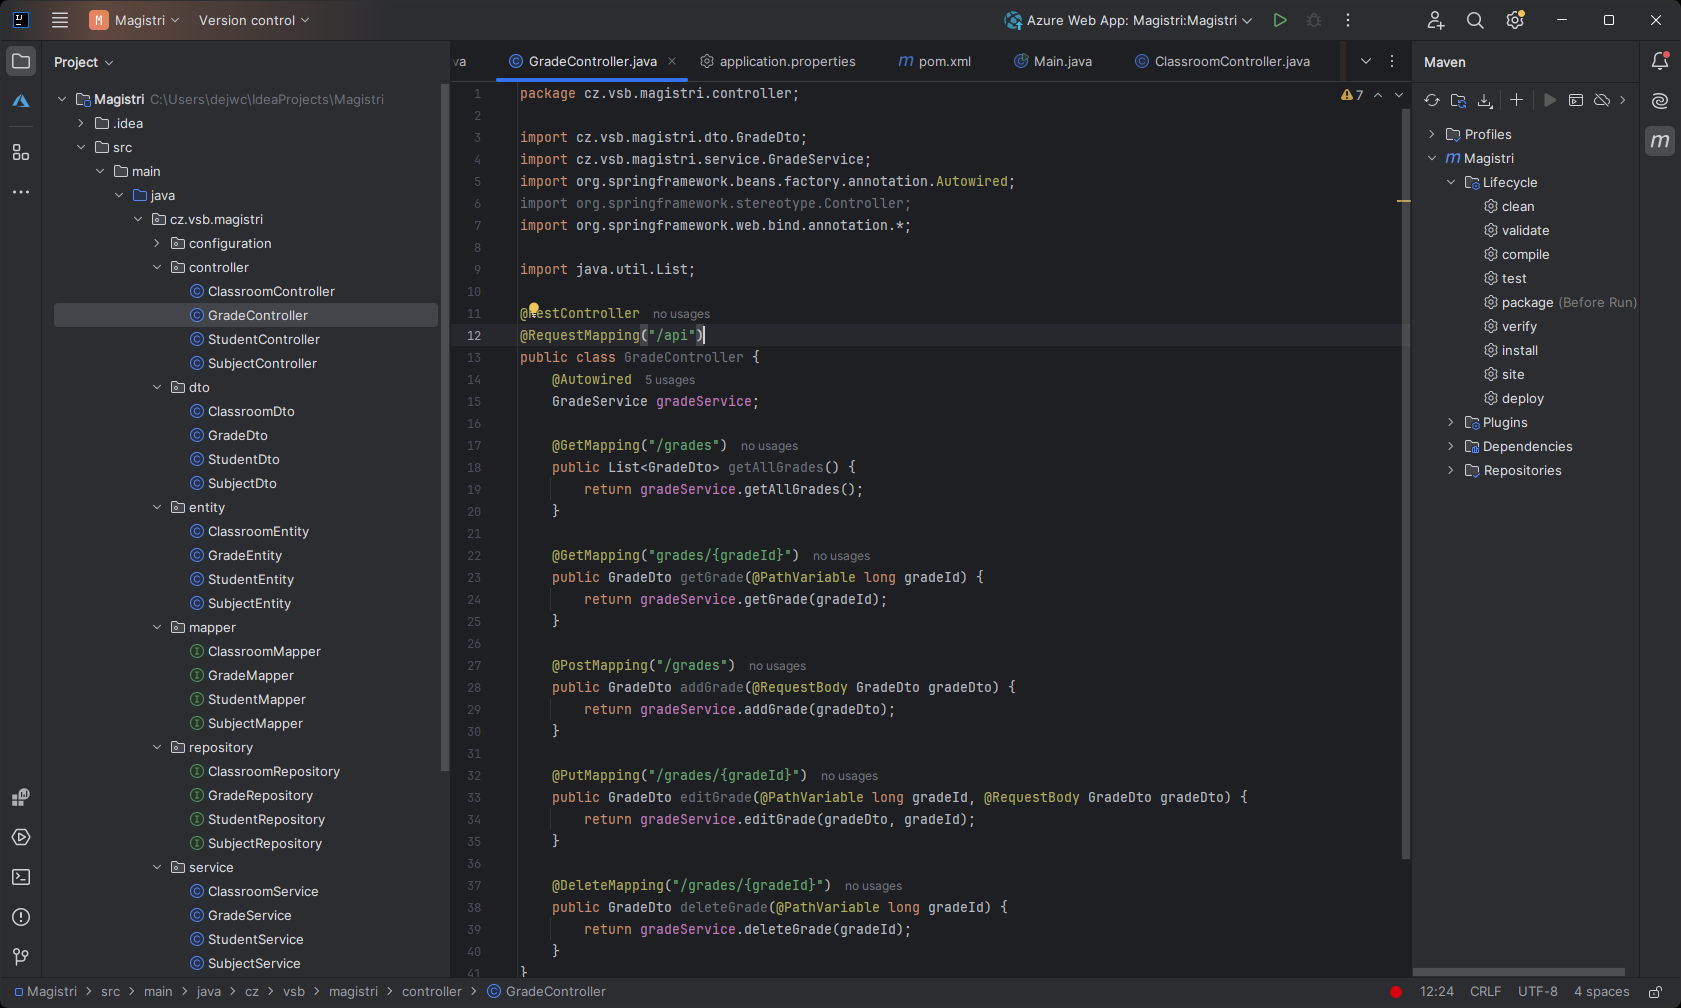 M Magistri Version control Azure Web App: Magistri:Magistri
Project
Magistri C:\Users\dejwc\IdeaProjects\Magistri
.idea
src
main
java
cz.vsb.magistri
configuration
controller
ClassroomController
GradeController
StudentController
SubjectController
dto
ClassroomDto
GradeDto
StudentDto
SubjectDto
entity
ClassroomEntity
GradeEntity
StudentEntity
SubjectEntity
mapper
ClassroomMapper
GradeMapper
StudentMapper
SubjectMapper
repository
ClassroomRepository
GradeRepository
StudentRepository
SubjectRepository
service
ClassroomService
GradeService
StudentService
SubjectService
va GradeController.java application.properties pom.xml Main.java ClassroomController.java
7
1 package cz.vsb.magistri.controller;
2
3 import cz.vsb.magistri.dto.GradeDto;
4 import cz.vsb.magistri.service.GradeService;
5 import org.springframework.beans.factory.annotation.Autowired;
6 import org.springframework.stereotype.Controller;
7 import org.springframework.web.bind.annotation.*;
8
9 import java.util.List;
10
11 @RestController no usages
12 @RequestMapping("/api")
13 public class GradeController {
14 @Autowired 5 usages
15 GradeService gradeService;
16
17 @GetMapping("/grades") no usages
18 public List<GradeDto> getAllGrades() {
19 return gradeService.getAllGrades();
20 }
21
22 @GetMapping("grades/{gradeId}") no usages
23 public GradeDto getGrade(@PathVariable long gradeId) {
24 return gradeService.getGrade(gradeId);
25 }
26
27 @PostMapping("/grades") no usages
28 public GradeDto addGrade(@RequestBody GradeDto gradeDto) {
29 return gradeService.addGrade(gradeDto);
30 }
31
32 @PutMapping("/grades/{gradeId}") no usages
33 public GradeDto editGrade(@PathVariable long gradeId, @RequestBody GradeDto gradeDto) {
34 return gradeService.editGrade(gradeDto, gradeId);
35 }
36
37 @DeleteMapping("/grades/{gradeId}") no usages
38 public GradeDto deleteGrade(@PathVariable long gradeId) {
39 return gradeService.deleteGrade(gradeId);
40 }
41 }
Maven
Profiles
Magistri
Lifecycle
clean
validate
compile
test
package (Before Run)
verify
install
site
deploy
Plugins
Dependencies
Repositories
Magistri > src > main > java > cz > vsb > magistri > controller > GradeController
12:24 CRLF UTF-8 4 spaces